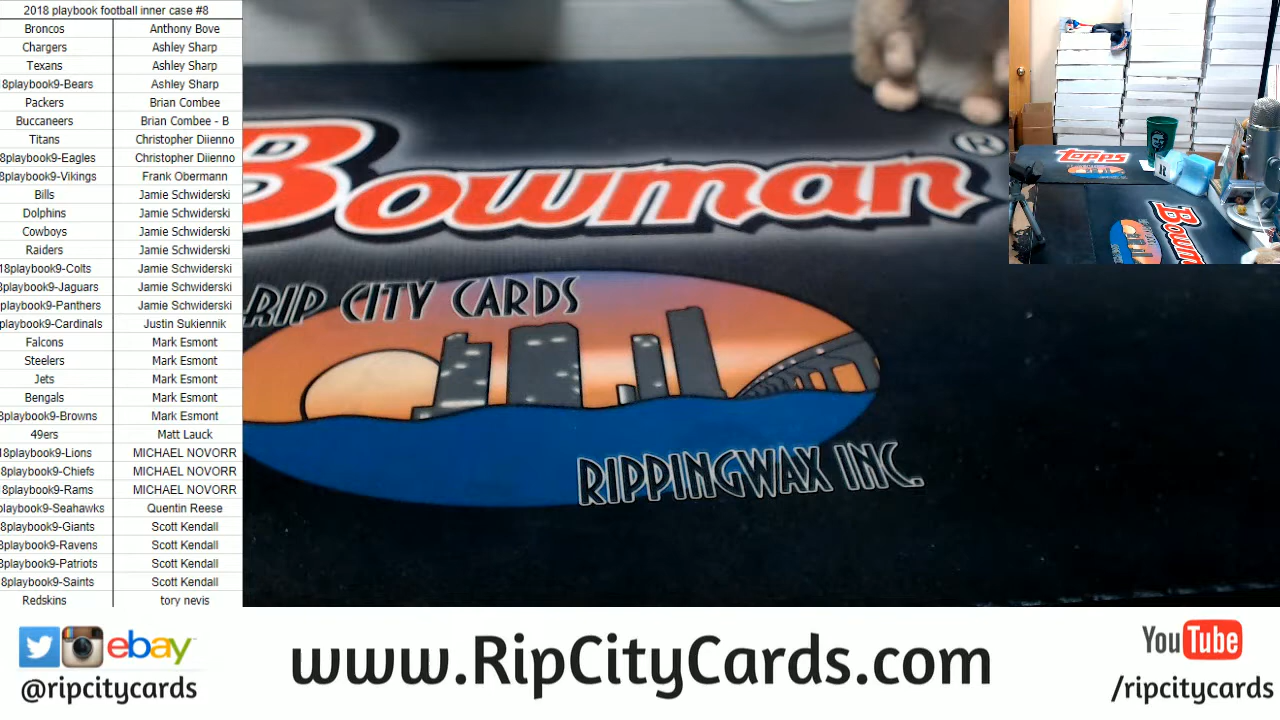 2018 playbook football inner case #8
Broncos Anthony Bove
Chargers Ashley Sharp
Texans Ashley Sharp
8playbook9-Bears Ashley Sharp
Packers Brian Combee
Buccaneers Brian Combee - B
Titans Christopher Diienno
8playbook9-Eagles Christopher Diienno
8playbook9-Vikings Frank Obermann
Bills Jamie Schwiderski
Dolphins Jamie Schwiderski
Cowboys Jamie Schwiderski
Raiders Jamie Schwiderski
18playbook9-Colts Jamie Schwiderski
8playbook9-Jaguars Jamie Schwiderski
playbook9-Panthers Jamie Schwiderski
playbook9-Cardinals Justin Sukiennik
Falcons Mark Esmont
Steelers Mark Esmont
Jets Mark Esmont
Bengals Mark Esmont
8playbook9-Browns Mark Esmont
49ers Matt Lauck
18playbook9-Lions MICHAEL NOVORR
8playbook9-Chiefs MICHAEL NOVORR
8playbook9-Rams MICHAEL NOVORR
playbook9-Seahawks Quentin Reese
8playbook9-Giants Scott Kendall
8playbook9-Ravens Scott Kendall
8playbook9-Patriots Scott Kendall
8playbook9-Saints Scott Kendall
Redskins tory nevis
Bowman®
RIP CITY CARDS
RIPPINGWAX INC.
topps
Bowm
ebay
@ripcitycards
www.RipCityCards.com
YouTube
/ripcitycards